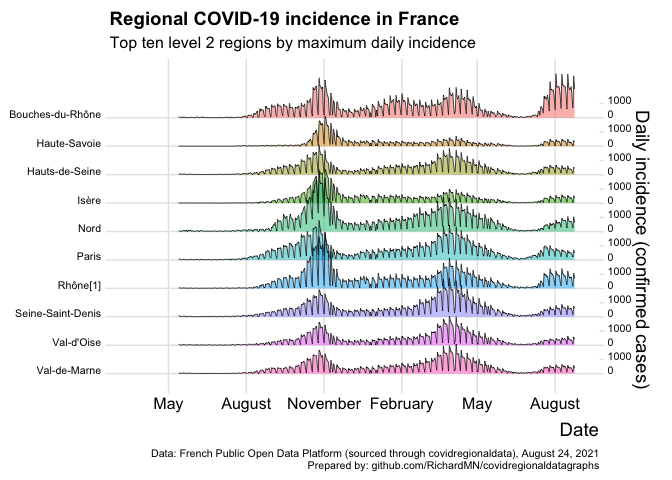 Regional COVID-19 incidence in France
Top ten level 2 regions by maximum daily incidence
Bouches-du-Rhône
1000
0
Haute-Savoie
1000
0
Hauts-de-Seine
1000
0
Isère
1000
0
Nord
1000
0
Paris
1000
0
Rhône[1]
1000
0
Seine-Saint-Denis
1000
0
Val-d'Oise
1000
0
Val-de-Marne
1000
0
Daily incidence (confirmed cases)
May August November February May August
Date
Data: French Public Open Data Platform (sourced through covidregionaldata), August 24, 2021
Prepared by: github.com/RichardMN/covidregionaldatagraphs